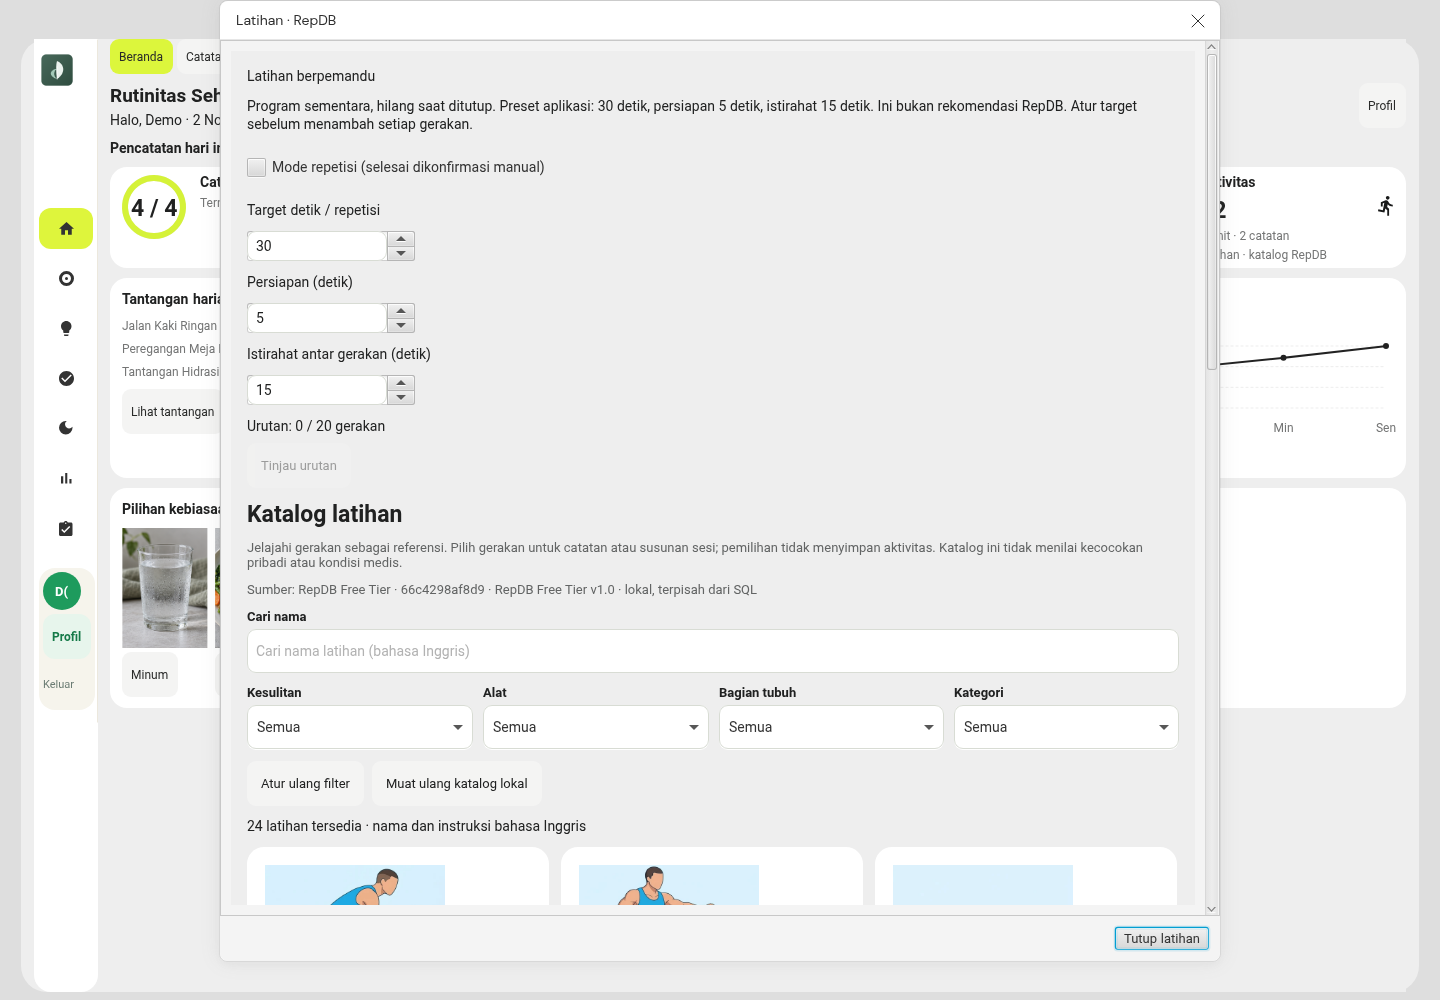 Latihan · RepDB
Beranda
Catata
Rutinitas Seh
Halo, Demo · 2 No
Pencatatan hari in
Profil
4 / 4
Cat
Tern
Tantangan haria
Jalan Kaki Ringan
Peregangan Meja
Tantangan Hidrasi
Lihat tantangan
Pilihan kebiasaa
Minum
D(
Profil
Keluar
Latihan berpemandu
Program sementara, hilang saat ditutup. Preset aplikasi: 30 detik, persiapan 5 detik, istirahat 15 detik. Ini bukan rekomendasi RepDB. Atur target
sebelum menambah setiap gerakan.
Mode repetisi (selesai dikonfirmasi manual)
Target detik / repetisi
30
Persiapan (detik)
5
Istirahat antar gerakan (detik)
15
Urutan: 0 / 20 gerakan
Tinjau urutan
Katalog latihan
Jelajahi gerakan sebagai referensi. Pilih gerakan untuk catatan atau susunan sesi; pemilihan tidak menyimpan aktivitas. Katalog ini tidak menilai kecocokan
pribadi atau kondisi medis.
Sumber: RepDB Free Tier · 66c4298af8d9 · RepDB Free Tier v1.0 · lokal, terpisah dari SQL
Cari nama
Cari nama latihan (bahasa Inggris)
Kesulitan Alat Bagian tubuh Kategori
Semua Semua Semua Semua
Atur ulang filter Muat ulang katalog lokal
24 latihan tersedia · nama dan instruksi bahasa Inggris
Tutup latihan
tivitas
2
nit · 2 catatan
han · katalog RepDB
Min Sen